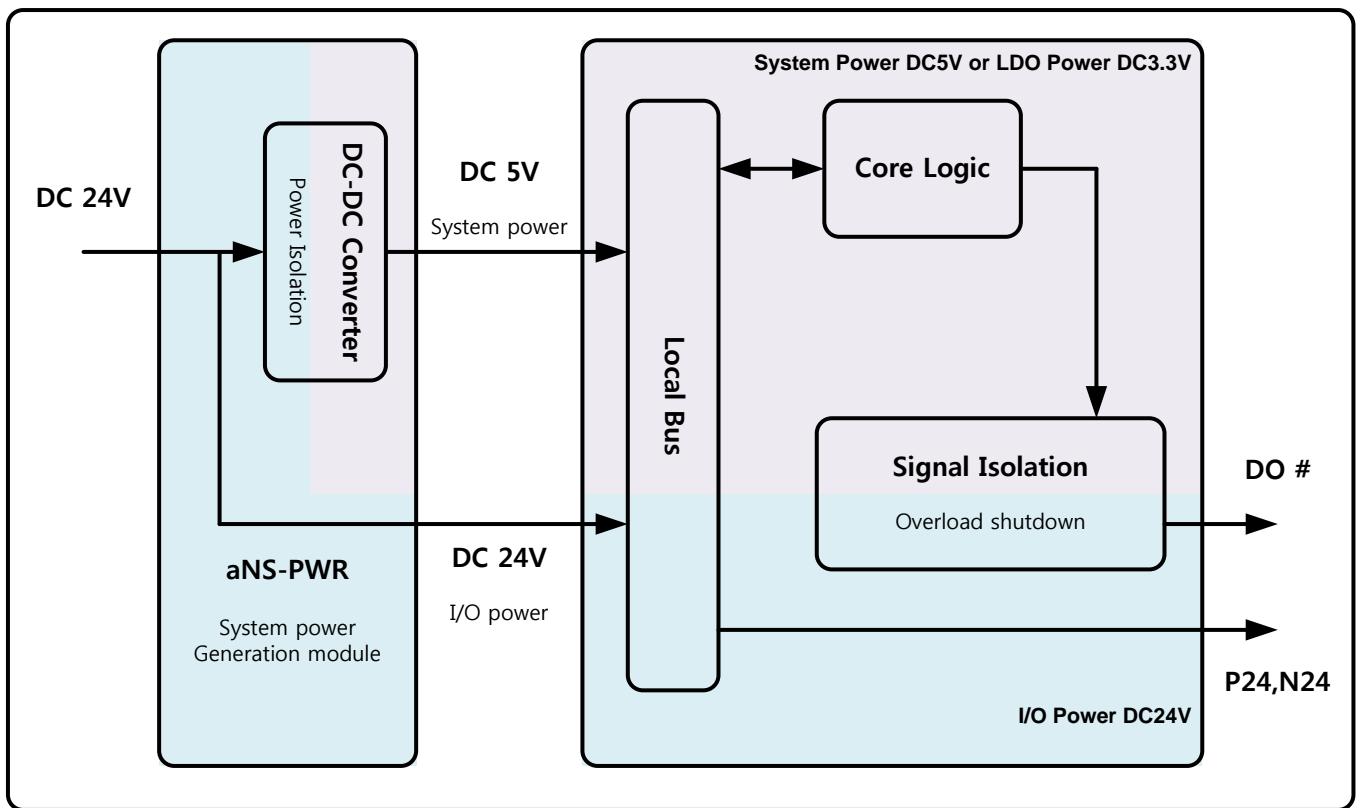 System Power DC5V or LDO Power DC3.3V
DC 24V
DC-DC Converter
Power Isolation
DC 5V
System power
Core Logic
Local Bus
Signal Isolation
Overload shutdown
DO #
aNS-PWR
System power
Generation module
DC 24V
I/O power
P24,N24
I/O Power DC24V